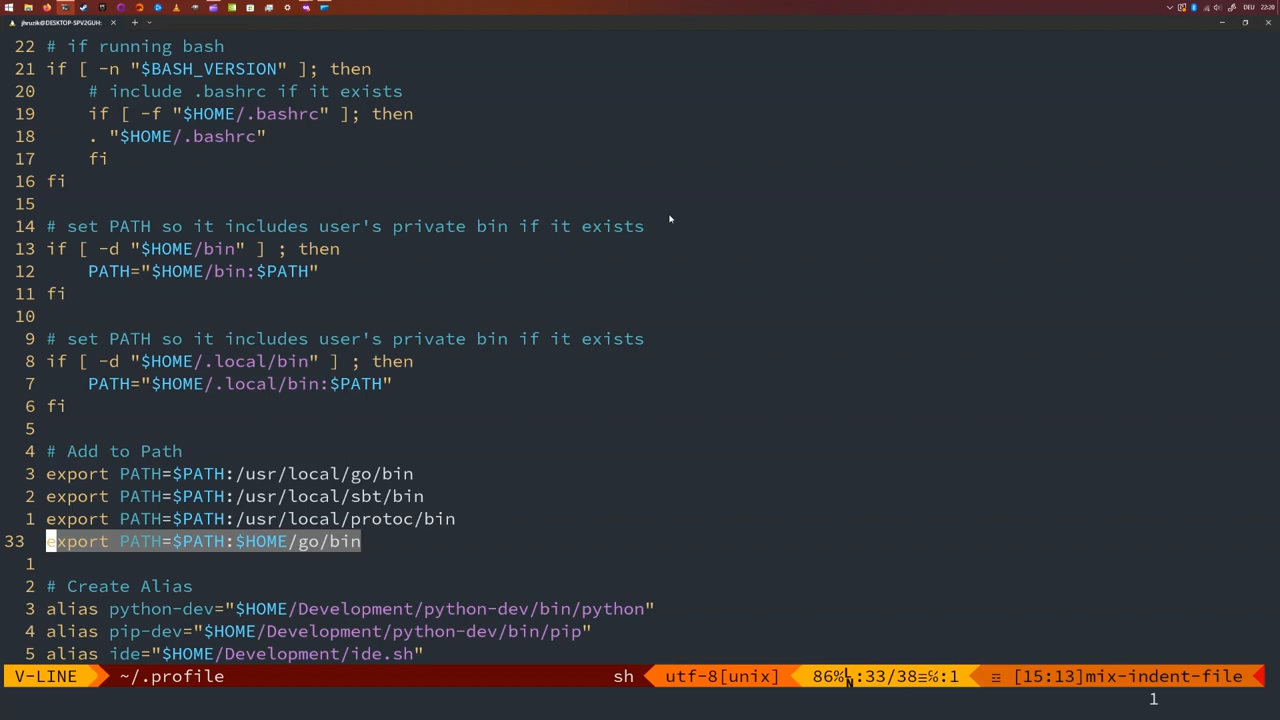 DEU 22:20
jhruzik@DESKTOP-SPV2GUH:
22 # if running bash
21 if [ -n "$BASH_VERSION" ]; then
20 # include .bashrc if it exists
19 if [ -f "$HOME/.bashrc" ]; then
18 . "$HOME/.bashrc"
17 fi
16 fi
15
14 # set PATH so it includes user's private bin if it exists
13 if [ -d "$HOME/bin" ] ; then
12 PATH="$HOME/bin:$PATH"
11 fi
10
9 # set PATH so it includes user's private bin if it exists
8 if [ -d "$HOME/.local/bin" ] ; then
7 PATH="$HOME/.local/bin:$PATH"
6 fi
5
4 # Add to Path
3 export PATH=$PATH:/usr/local/go/bin
2 export PATH=$PATH:/usr/local/sbt/bin
1 export PATH=$PATH:/usr/local/protoc/bin
33 export PATH=$PATH:$HOME/go/bin
1
2 # Create Alias
3 alias python-dev="$HOME/Development/python-dev/bin/python"
4 alias pip-dev="$HOME/Development/python-dev/bin/pip"
5 alias ide="$HOME/Development/ide.sh"
V-LINE ~/.profile sh utf-8[unix] 86% :33/38≡℅:1 ☲ [15:13]mix-indent-file
1